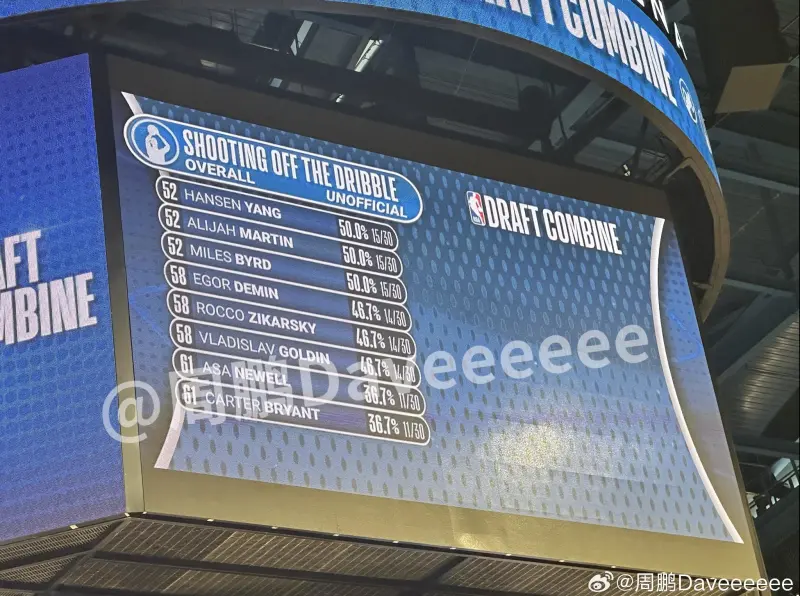 DRAFT COMBINE
SHOOTING OFF THE DRIBBLE
OVERALL
UNOFFICIAL
52 HANSEN YANG 50.0% 15/30
52 ALIJAH MARTIN 50.0% 15/30
52 MILES BYRD 50.0% 15/30
58 EGOR DEMIN 46.7% 14/30
58 ROCCO ZIKARSKY 46.7% 14/30
58 VLADISLAV GOLDIN 46.7% 14/30
61 ASA NEWELL 36.7% 11/30
61 CARTER BRYANT 36.7% 11/30
NBA DRAFT COMBINE
COMBINE
@周鹏Daveeeeeee
@周鹏Daveeeeeee